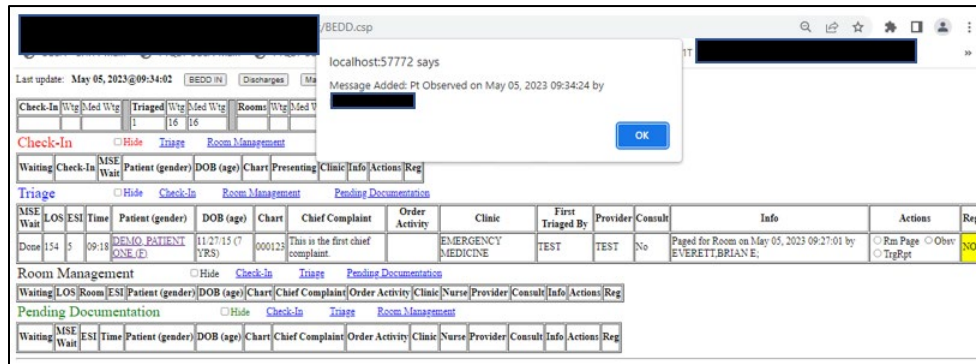 /BEDD.csp
localhost:57772 says
Message Added: Pt Observed on May 05, 2023 09:34:24 by
OK
Last update: May 05, 2023@09:34:02 BEDD IN Discharges Ma
Check-In Wtg Med Wtg Triaged Wtg Med Wtg Rooms Wtg Med W
1 16 16
Check-In Hide Triage Room Management
Waiting Check-In MSE Wait Patient (gender) DOB (age) Chart Presenting Clinic Info Actions Reg
Triage Hide Check-In Room Management Pending Documentation
MSE Wait LOS ESI Time Patient (gender) DOB (age) Chart Chief Complaint Order Activity Clinic First Triaged By Provider Consult Info Actions Reg
Done 154 5 09:18 DEMO, PATIENT ONE (F) 11/27/15 (7 YRS) 000123 This is the first chief complaint. EMERGENCY MEDICINE TEST TEST No Paged for Room on May 05, 2023 09:27:01 by EVERETT,BRIAN E; Rm Page Obsv TrgRpt NO
Room Management Hide Check-In Triage Pending Documentation
Waiting LOS Room ESI Patient (gender) DOB (age) Chart Chief Complaint Order Activity Clinic Nurse Provider Consult Info Actions Reg
Pending Documentation Hide Check-In Triage Room Management
Waiting MSE Wait ESI Time Patient (gender) DOB (age) Chart Chief Complaint Order Activity Clinic Nurse Provider Consult Info Actions Reg